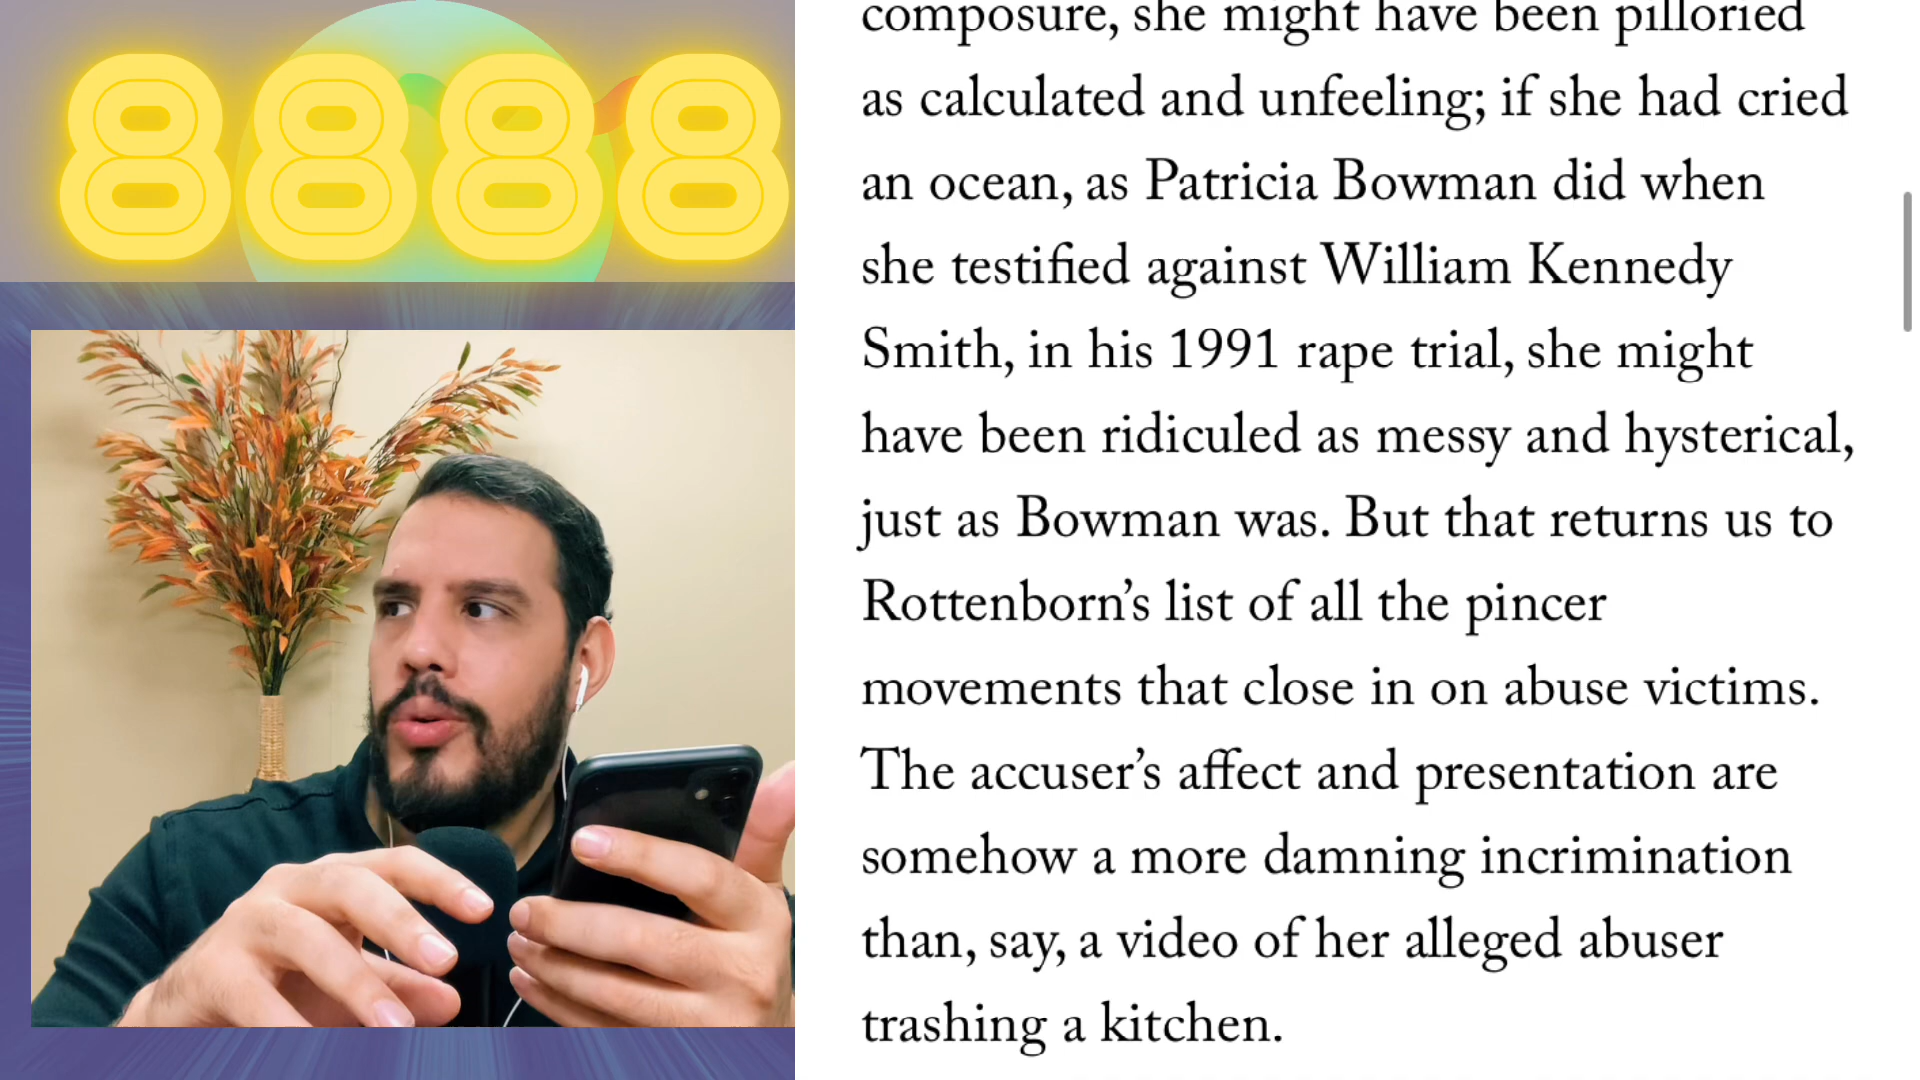 8888
composure, she might have been pilloried
as calculated and unfeeling; if she had cried
an ocean, as Patricia Bowman did when
she testified against William Kennedy
Smith, in his 1991 rape trial, she might
have been ridiculed as messy and hysterical,
just as Bowman was. But that returns us to
Rottenborn’s list of all the pincer
movements that close in on abuse victims.
The accuser’s affect and presentation are
somehow a more damning incrimination
than, say, a video of her alleged abuser
trashing a kitchen.